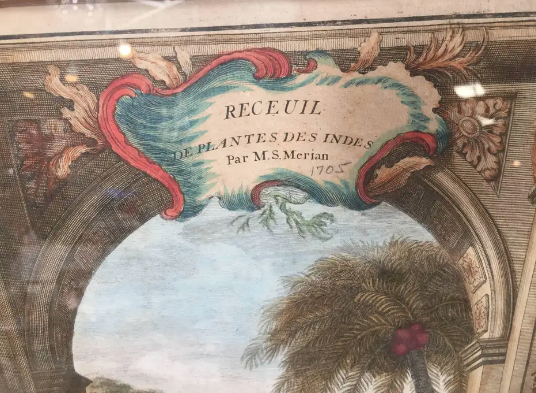 RECEUIL
DE PLANTES DES INDES
Par M.S. Merian
1705